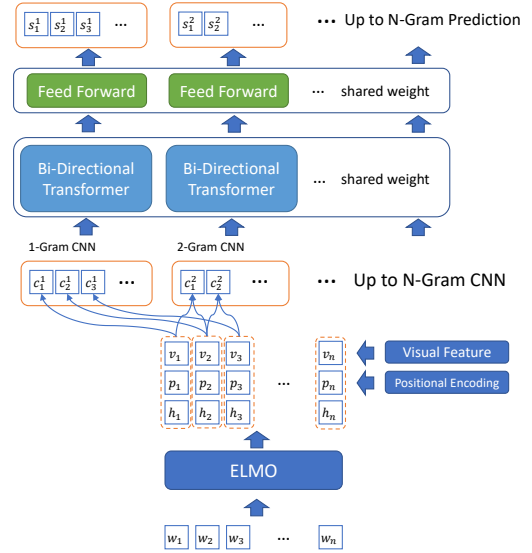 s₁¹ s₂¹ s₃¹ ... s₁² s₂² ... ... Up to N-Gram Prediction
Feed Forward Feed Forward ... shared weight
Bi-Directional Transformer Bi-Directional Transformer ... shared weight
1-Gram CNN 2-Gram CNN
c₁¹ c₂¹ c₃¹ ... c₁² c₂² ... ... Up to N-Gram CNN
v₁ v₂ v₃ vₙ Visual Feature
p₁ p₂ p₃ ... pₙ Positional Encoding
h₁ h₂ h₃ hₙ
ELMO
w₁ w₂ w₃ ... wₙ